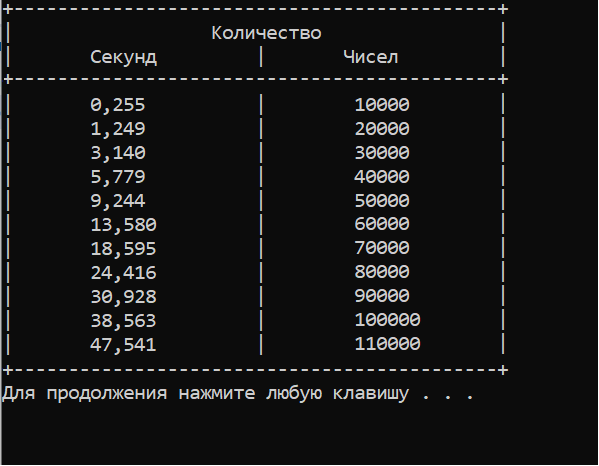 Количество
Секунд | Чисел
0,255 | 10000
1,249 | 20000
3,140 | 30000
5,779 | 40000
9,244 | 50000
13,580 | 60000
18,595 | 70000
24,416 | 80000
30,928 | 90000
38,563 | 100000
47,541 | 110000
Для продолжения нажмите любую клавишу . . .